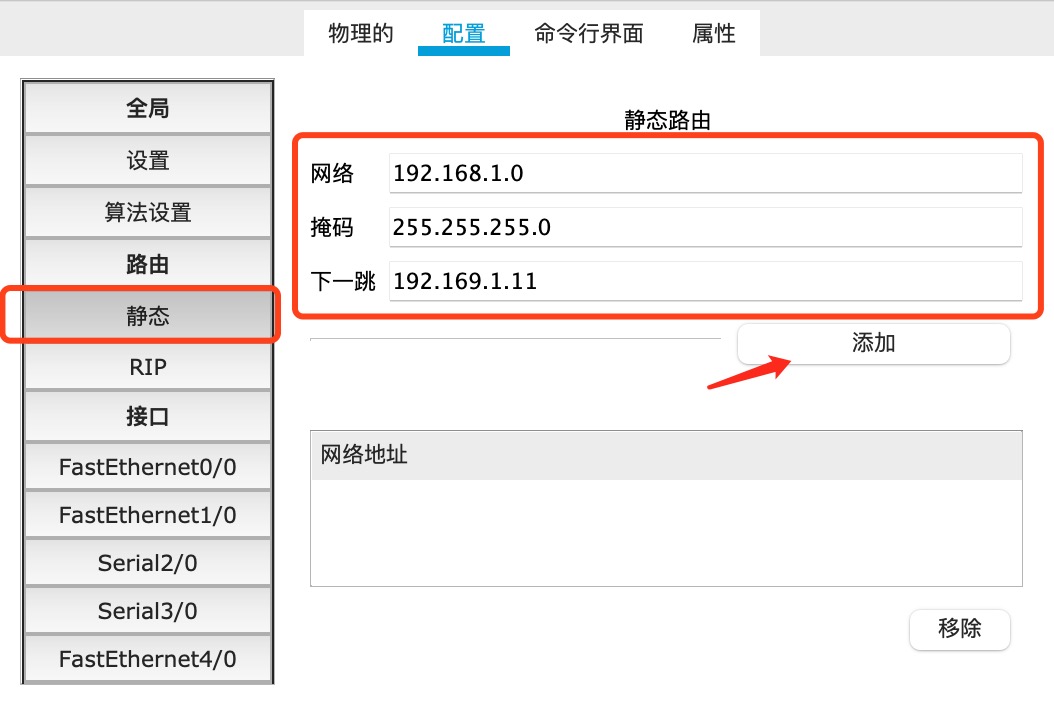 物理的 配置 命令行界面 属性
全局
设置
算法设置
路由
静态
RIP
接口
FastEthernet0/0
FastEthernet1/0
Serial2/0
Serial3/0
FastEthernet4/0
静态路由
网络 192.168.1.0
掩码 255.255.255.0
下一跳 192.169.1.11
添加
网络地址
移除